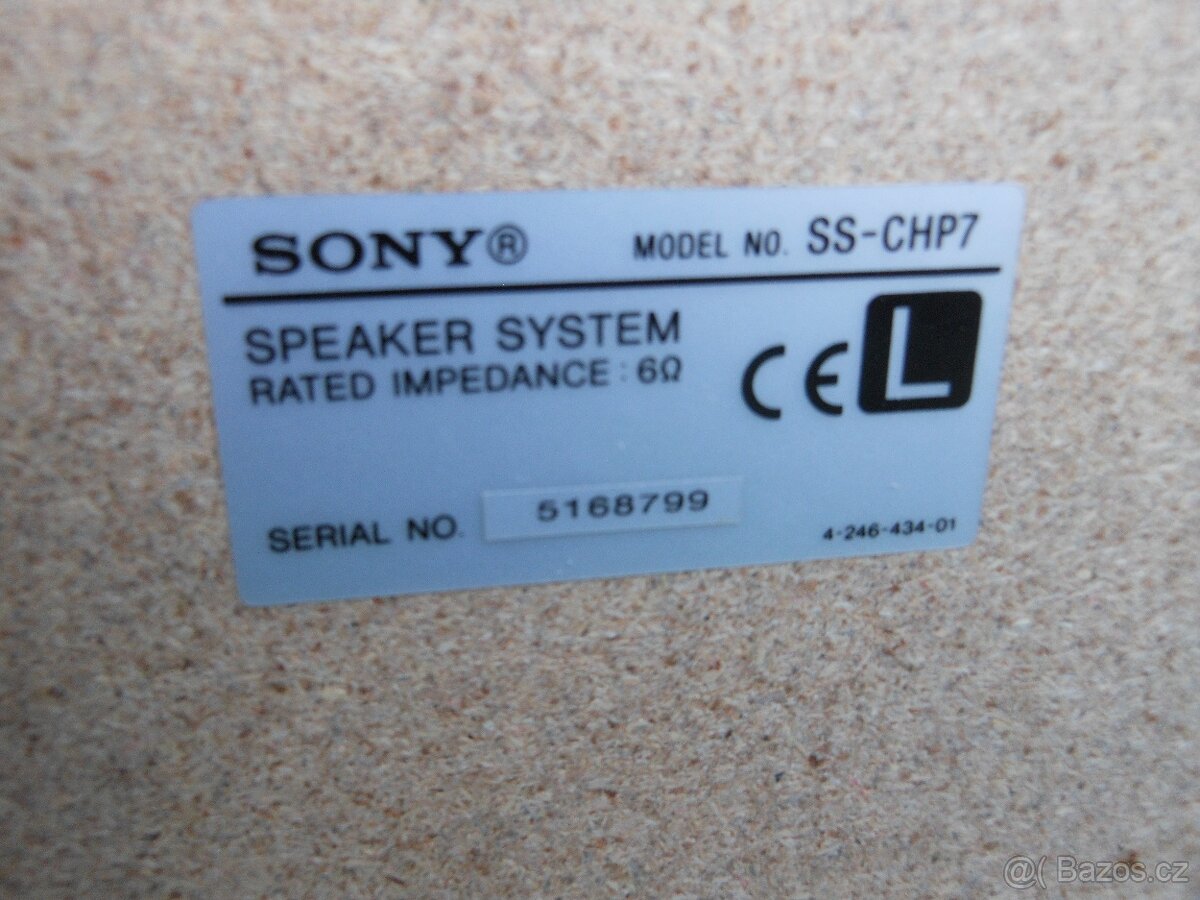 SONY® MODEL NO. SS-CHP7
SPEAKER SYSTEM
RATED IMPEDANCE : 6Ω
CE L
SERIAL NO. 5168799
4-246-434-01
@( Bazos.cz